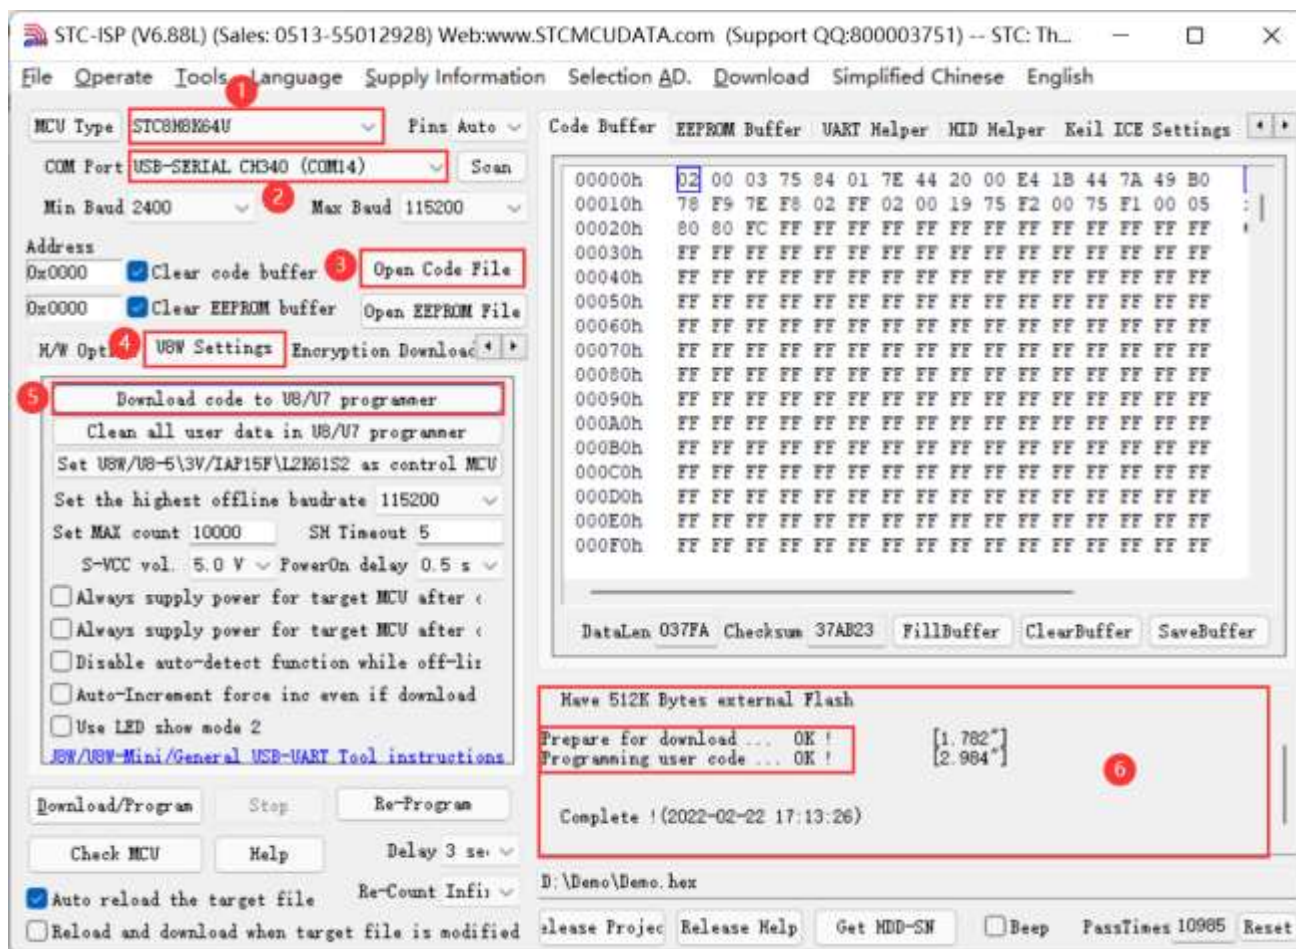 STC-ISP (V6.88L) (Sales: 0513-55012928) Web:www.STCMCUDATA.com (Support QQ:800003751) -- STC: Th...
File Operate Tools Language Supply Information Selection AD. Download Simplified Chinese English
1
MCU Type STC8H8K64U Pins Auto
COM Port USB-SERIAL CH340 (COM14) Scan
2
Min Baud 2400 Max Baud 115200
Address
0x0000 Clear code buffer 3 Open Code File
0x0000 Clear EEPROM buffer Open EEPROM File
4
H/W Opt U8W Settings Encryption Download
5
Download code to U8/U7 programmer
Clean all user data in U8/U7 programmer
Set U8W/U8-5\3V/IAP15F\L2K61S2 as control MCU
Set the highest offline baudrate 115200
Set MAX count 10000 SH Timeout 5
S-VCC vol. 5.0 V PowerOn delay 0.5 s
Always supply power for target MCU after
Always supply power for target MCU after
Disable auto-detect function while off-li
Auto-Increment force inc even if download
Use LED show mode 2
U8W/U8W-Mini/General USB-UART Tool instructions
Download/Program Stop Re-Program
Check MCU Help Delay 3 se
Auto reload the target file Re-Count Infi
Reload and download when target file is modified
Code Buffer EEPROM Buffer UART Helper HID Helper Keil ICE Settings
00000h 02 00 03 75 84 01 7E 44 20 00 E4 1B 44 7A 49 B0
00010h 78 F9 7E F8 02 FF 02 00 19 75 F2 00 75 F1 00 05
00020h 80 80 FC FF FF FF FF FF FF FF FF FF FF FF FF FF
00030h FF FF FF FF FF FF FF FF FF FF FF FF FF FF FF FF
00040h FF FF FF FF FF FF FF FF FF FF FF FF FF FF FF FF
00050h FF FF FF FF FF FF FF FF FF FF FF FF FF FF FF FF
00060h FF FF FF FF FF FF FF FF FF FF FF FF FF FF FF FF
00070h FF FF FF FF FF FF FF FF FF FF FF FF FF FF FF FF
00080h FF FF FF FF FF FF FF FF FF FF FF FF FF FF FF FF
00090h FF FF FF FF FF FF FF FF FF FF FF FF FF FF FF FF
000A0h FF FF FF FF FF FF FF FF FF FF FF FF FF FF FF FF
000B0h FF FF FF FF FF FF FF FF FF FF FF FF FF FF FF FF
000C0h FF FF FF FF FF FF FF FF FF FF FF FF FF FF FF FF
000D0h FF FF FF FF FF FF FF FF FF FF FF FF FF FF FF FF
000E0h FF FF FF FF FF FF FF FF FF FF FF FF FF FF FF FF
000F0h FF FF FF FF FF FF FF FF FF FF FF FF FF FF FF FF
DataLen 037FA Checksum 37AB23 FillBuffer ClearBuffer SaveBuffer
Have 512K Bytes external Flash
Prepare for download ... OK ! [1.782"]
Programming user code ... OK ! [2.984"]
6
Complete !(2022-02-22 17:13:26)
D:\Demo\Demo.hex
elease Projec Release Help Get HDD-SN Beep PassTimes 10985 Reset